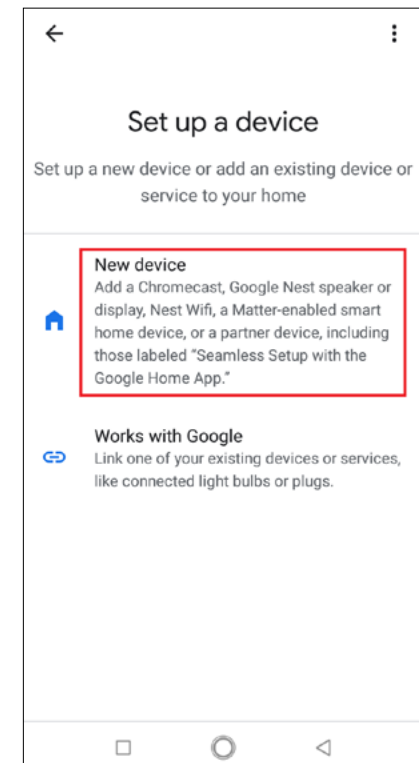 Set up a device
Set up a new device or add an existing device or
service to your home
New device
Add a Chromecast, Google Nest speaker or
display, Nest Wifi, a Matter-enabled smart
home device, or a partner device, including
those labeled “Seamless Setup with the
Google Home App.”
Works with Google
Link one of your existing devices or services,
like connected light bulbs or plugs.